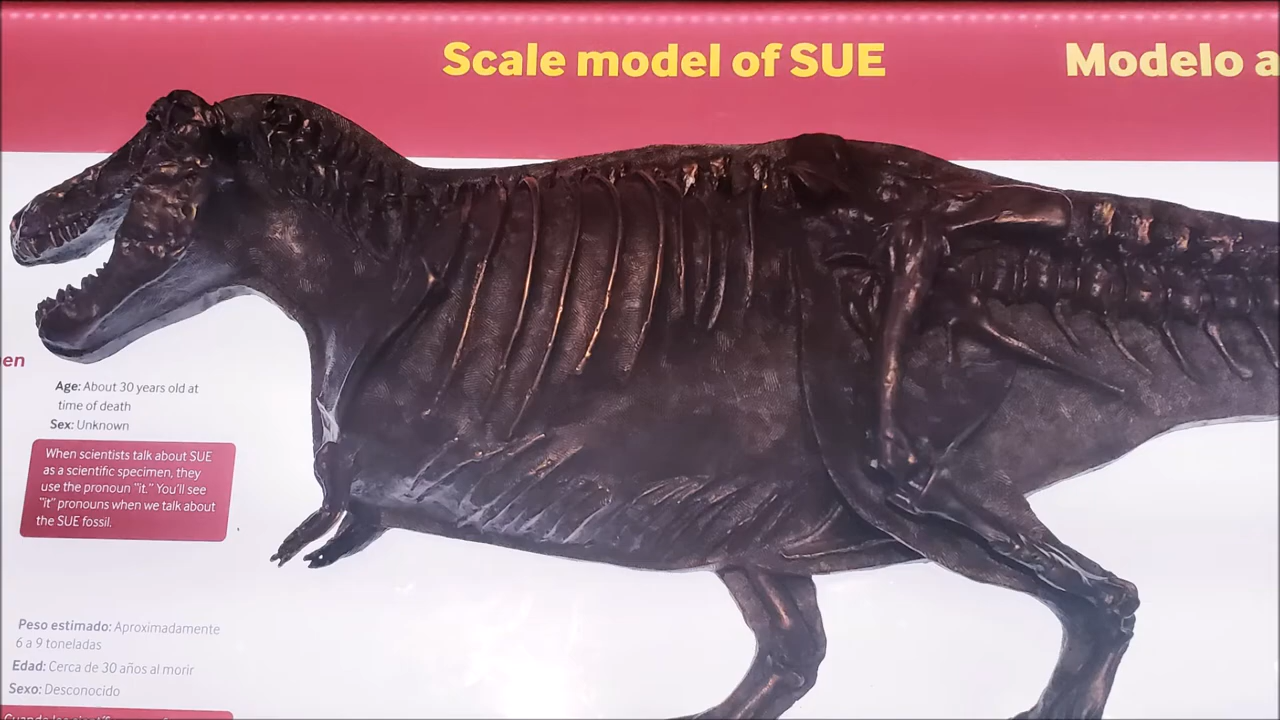 Scale model of SUE
Modelo a
en
Age: About 30 years old at
time of death
Sex: Unknown
When scientists talk about SUE
as a scientific specimen, they
use the pronoun "it." You'll see
"it" pronouns when we talk about
the SUE fossil.
Peso estimado: Aproximadamente
6 a 9 toneladas
Edad: Cerca de 30 años al morir
Sexo: Desconocido
Cuando los